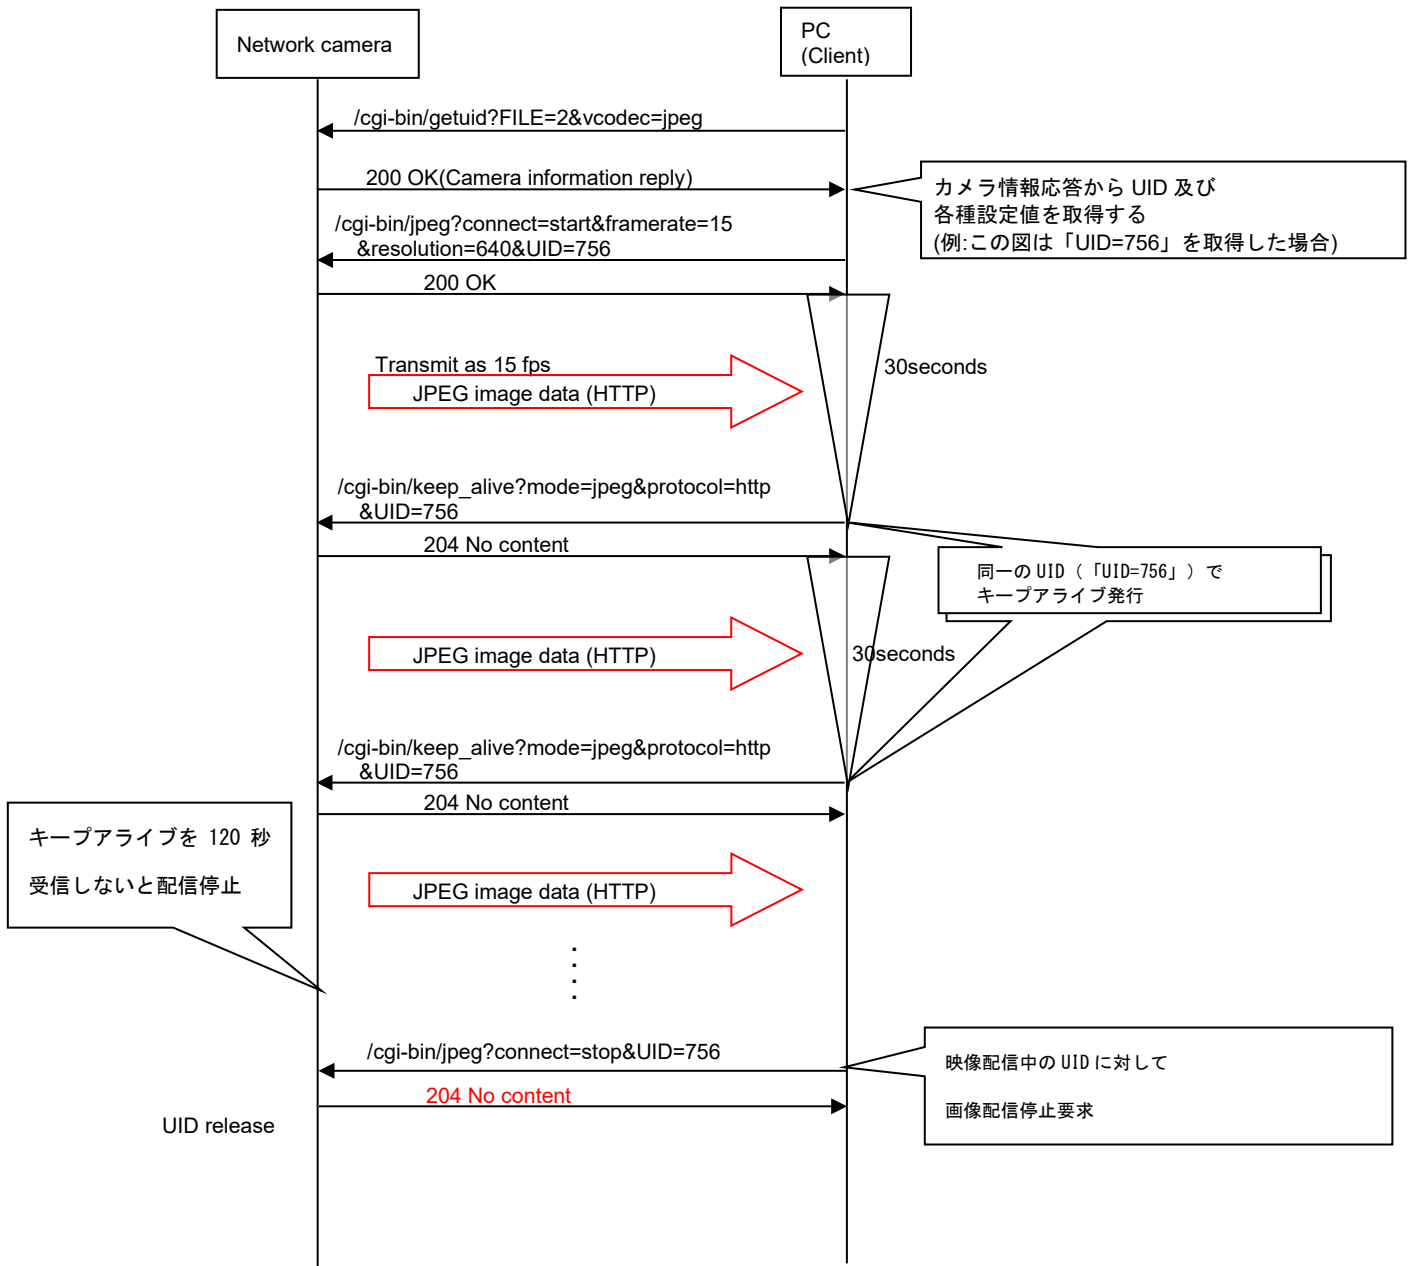 Network camera
PC
(Client)
/cgi-bin/getuid?FILE=2&vcodec=jpeg
200 OK(Camera information reply)
カメラ情報応答から UID 及び
各種設定値を取得する
(例:この図は「UID=756」を取得した場合)
/cgi-bin/jpeg?connect=start&framerate=15
&resolution=640&UID=756
200 OK
Transmit as 15 fps
JPEG image data (HTTP)
30seconds
/cgi-bin/keep_alive?mode=jpeg&protocol=http
&UID=756
204 No content
同一の UID（「UID=756」）で
キープアライブ発行
JPEG image data (HTTP)
30seconds
/cgi-bin/keep_alive?mode=jpeg&protocol=http
&UID=756
204 No content
キープアライブを 120 秒
受信しないと配信停止
JPEG image data (HTTP)
/cgi-bin/jpeg?connect=stop&UID=756
映像配信中の UID に対して
画像配信停止要求
204 No content
UID release